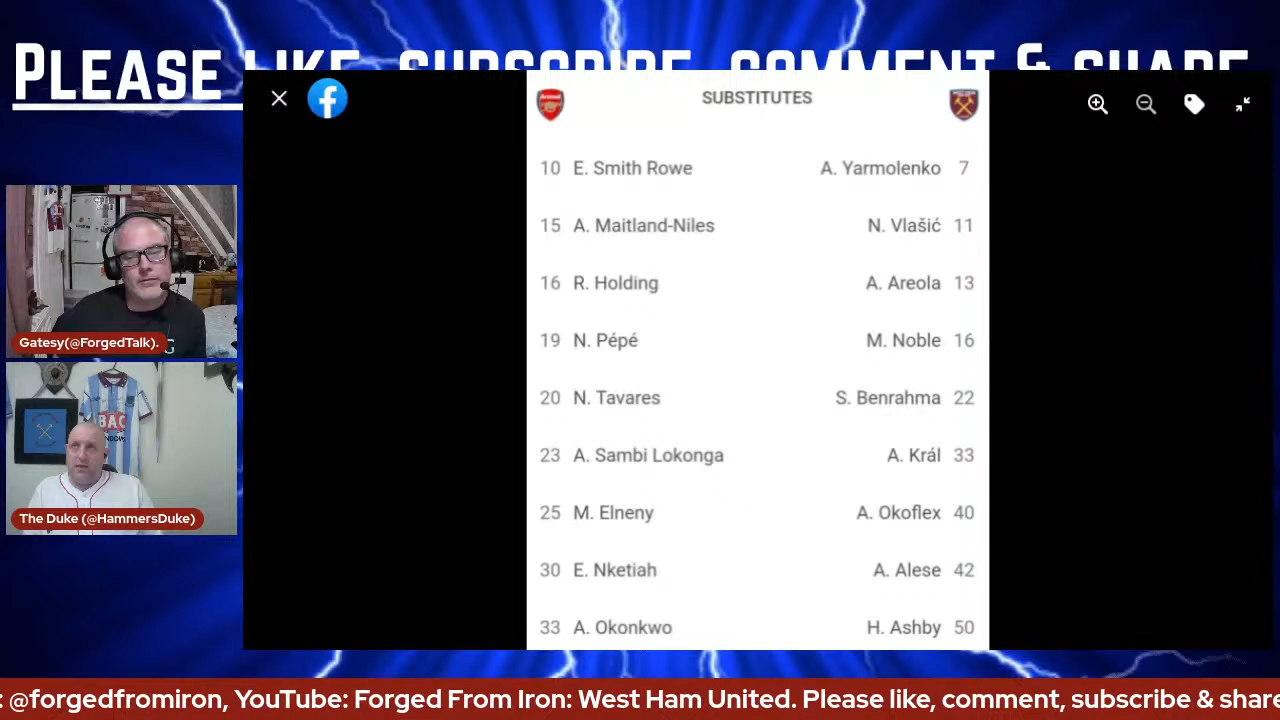 PLEASE LIKE, SUBSCRIBE, COMMENT & SHARE
SUBSTITUTES
10 E. Smith Rowe A. Yarmolenko 7
15 A. Maitland-Niles N. Vlašić 11
16 R. Holding A. Areola 13
19 N. Pépé M. Noble 16
20 N. Tavares S. Benrahma 22
23 A. Sambi Lokonga A. Král 33
25 M. Elneny A. Okoflex 40
30 E. Nketiah A. Alese 42
33 A. Okonkwo H. Ashby 50
Gatesy(@ForgedTalk).
BAC
The Duke (@HammersDuke)
: @forgedfromiron, YouTube: Forged From Iron: West Ham United. Please like, comment, subscribe & share